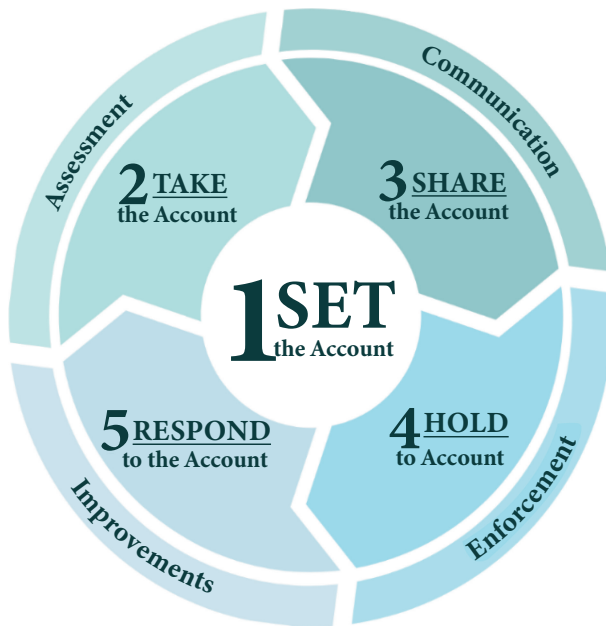 1 SET
the Account
Assessment
2 TAKE
the Account
Communication
3 SHARE
the Account
Enforcement
4 HOLD
to Account
Improvements
5 RESPOND
to the Account